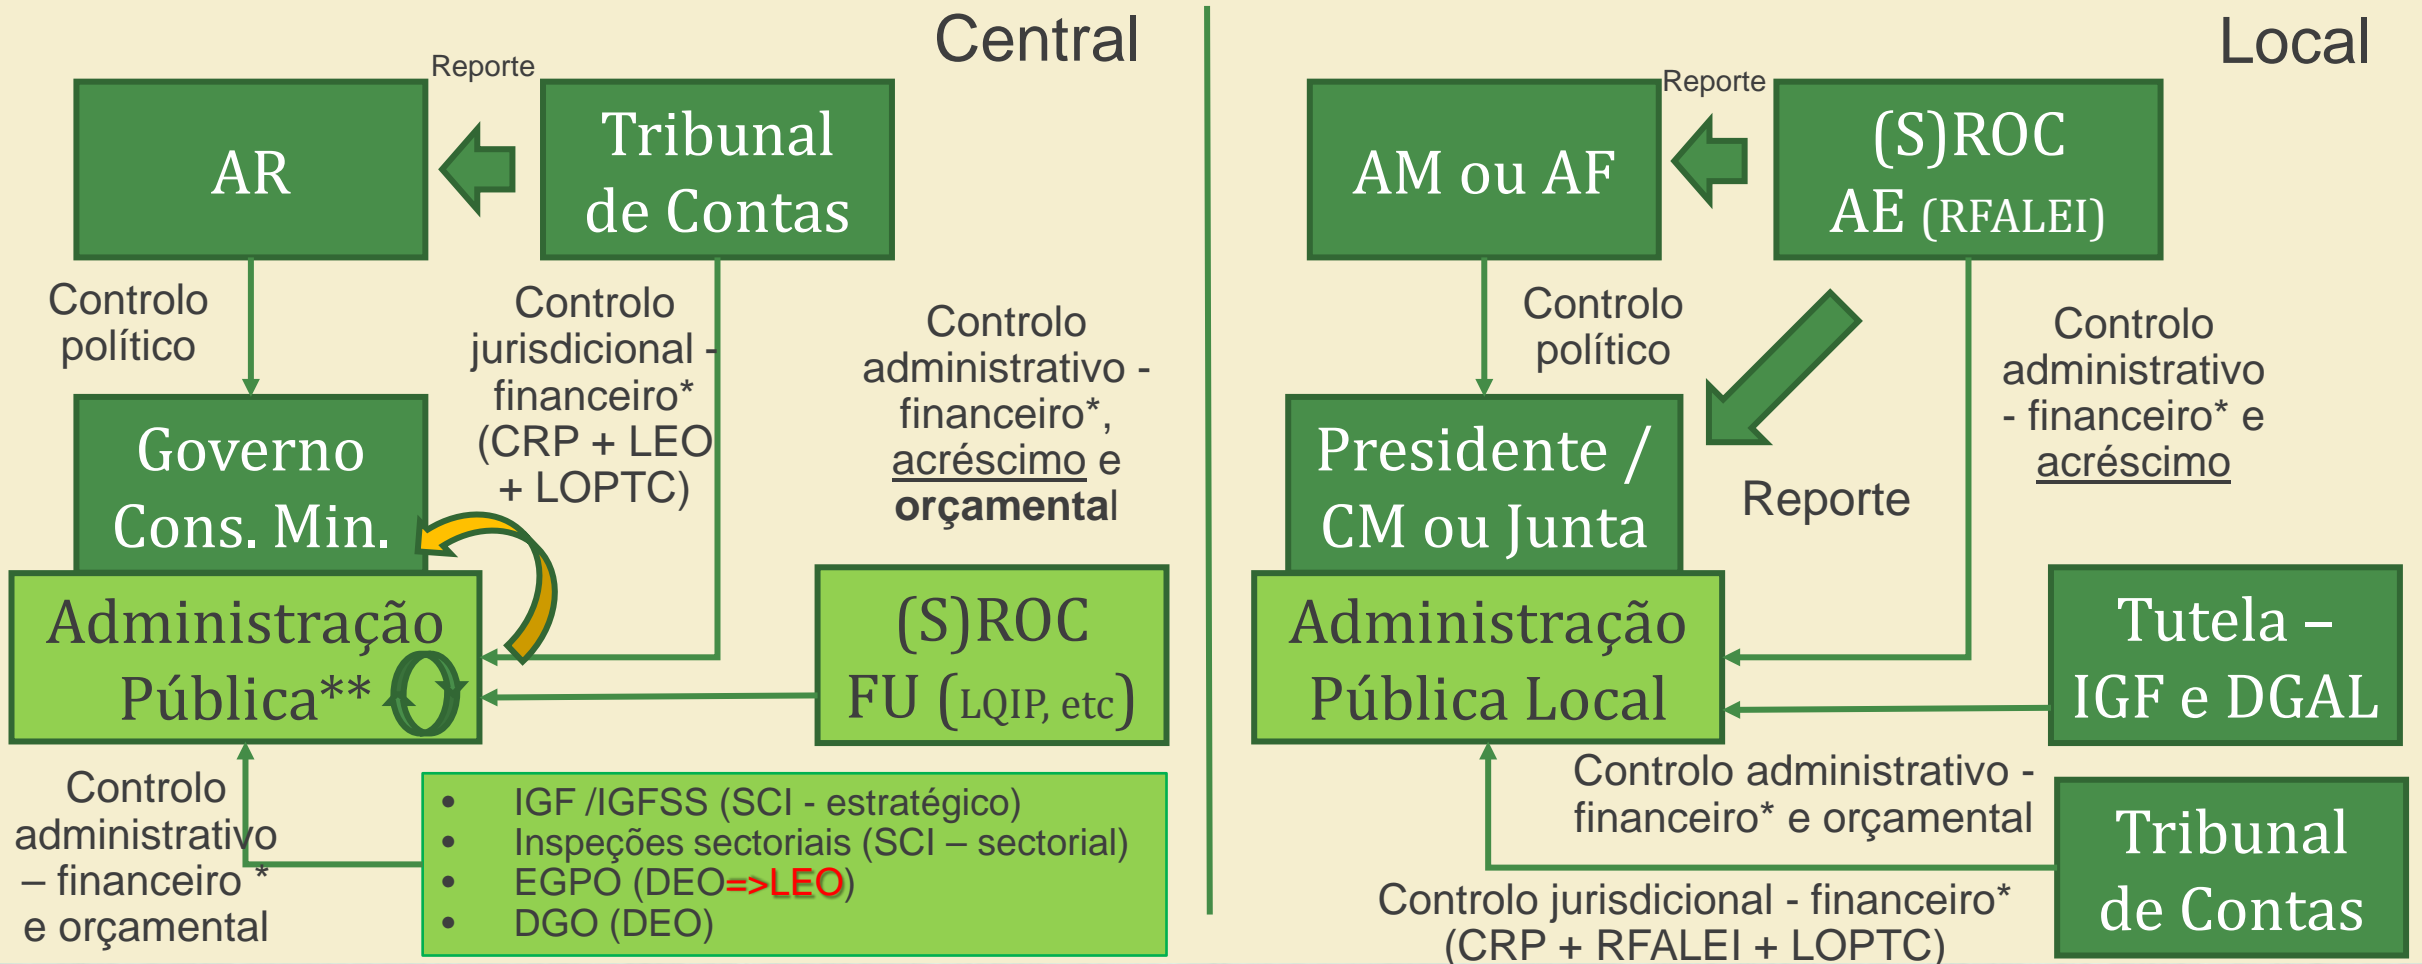 Central
Reporte
AR
Tribunal
de Contas
Controlo
político
Controlo
jurisdicional -
financeiro*
(CRP + LEO
+ LOPTC)
Controlo
administrativo -
financeiro*,
acréscimo e
orçamental
Governo
Cons. Min.
Administração
Pública**
(S)ROC
FU (LQIP, etc)
Controlo
administrativo
– financeiro *
e orçamental
• IGF /IGFSS (SCI - estratégico)
• Inspeções sectoriais (SCI – sectorial)
• EGPO (DEO=>LEO)
• DGO (DEO)
Local
Reporte
AM ou AF
(S)ROC
AE (RFALEI)
Controlo
político
Controlo
administrativo
- financeiro* e
acréscimo
Presidente /
CM ou Junta
Reporte
Administração
Pública Local
Tutela –
IGF e DGAL
Controlo administrativo -
financeiro* e orçamental
Tribunal
de Contas
Controlo jurisdicional - financeiro*
(CRP + RFALEI + LOPTC)